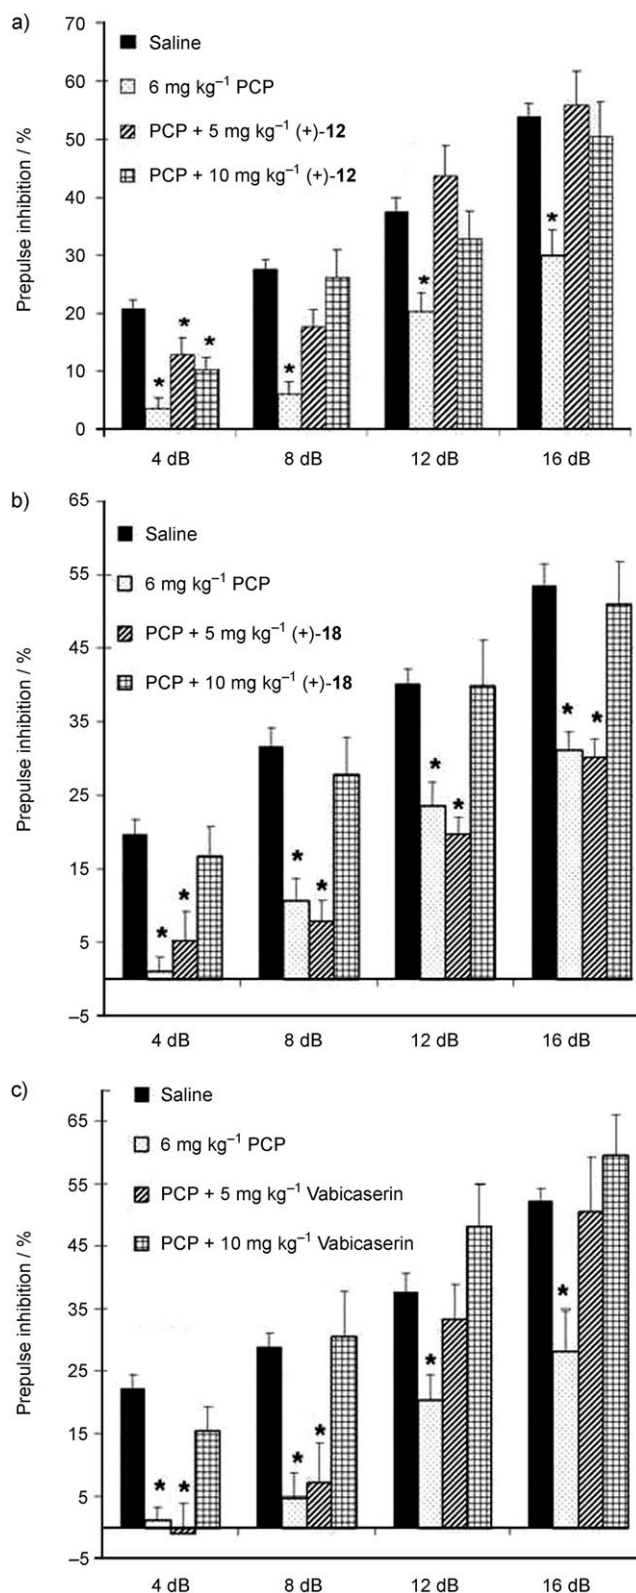 a)
70
60
50
40
30
20
10
0
Prepulse inhibition / %
Saline
6 mg kg⁻¹ PCP
PCP + 5 mg kg⁻¹ (+)-12
PCP + 10 mg kg⁻¹ (+)-12
* * * * * *
4 dB 8 dB 12 dB 16 dB
b)
65
55
45
35
25
15
5
–5
Prepulse inhibition / %
Saline
6 mg kg⁻¹ PCP
PCP + 5 mg kg⁻¹ (+)-18
PCP + 10 mg kg⁻¹ (+)-18
* * * * * * * *
4 dB 8 dB 12 dB 16 dB
c)
65
55
45
35
25
15
5
–5
Prepulse inhibition / %
Saline
6 mg kg⁻¹ PCP
PCP + 5 mg kg⁻¹ Vabicaserin
PCP + 10 mg kg⁻¹ Vabicaserin
* * * * * *
4 dB 8 dB 12 dB 16 dB